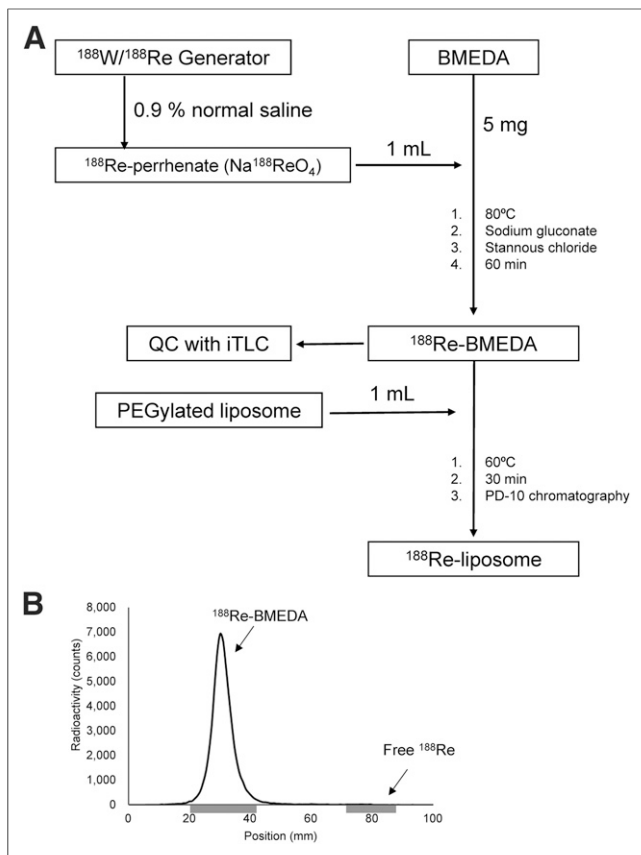 A
¹⁸⁸W/¹⁸⁸Re Generator
BMEDA
0.9 % normal saline
5 mg
¹⁸⁸Re-perrhenate (Na¹⁸⁸ReO₄)
1 mL
1. 80ºC
2. Sodium gluconate
3. Stannous chloride
4. 60 min
QC with iTLC
¹⁸⁸Re-BMEDA
PEGylated liposome
1 mL
1. 60ºC
2. 30 min
3. PD-10 chromatography
¹⁸⁸Re-liposome
B
Radioactivity (counts)
8,000
7,000
6,000
5,000
4,000
3,000
2,000
1,000
0
¹⁸⁸Re-BMEDA
Free ¹⁸⁸Re
0 20 40 60 80 100
Position (mm)